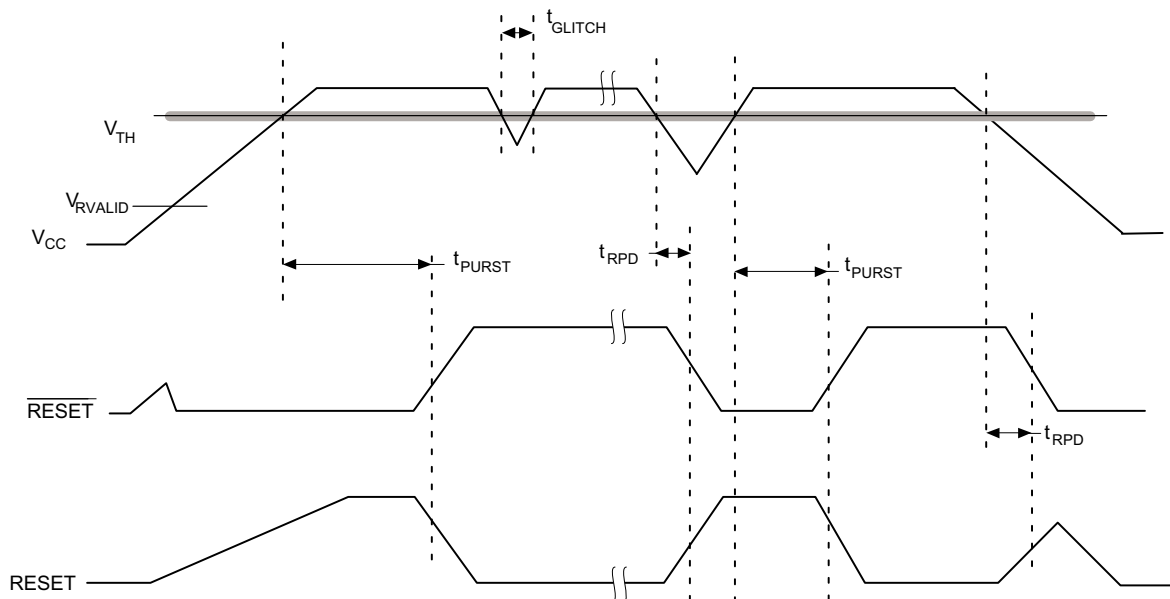 tGLITCH
VTH
VRVALID
VCC
tPURST
tRPD
tPURST
RESET
tRPD
RESET